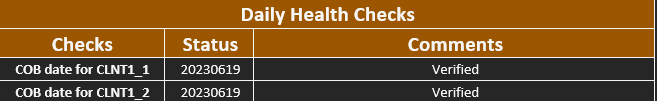 Daily Health Checks
Checks Status Comments
COB date for CLNT1_1 20230619 Verified
COB date for CLNT1_2 20230619 Verified